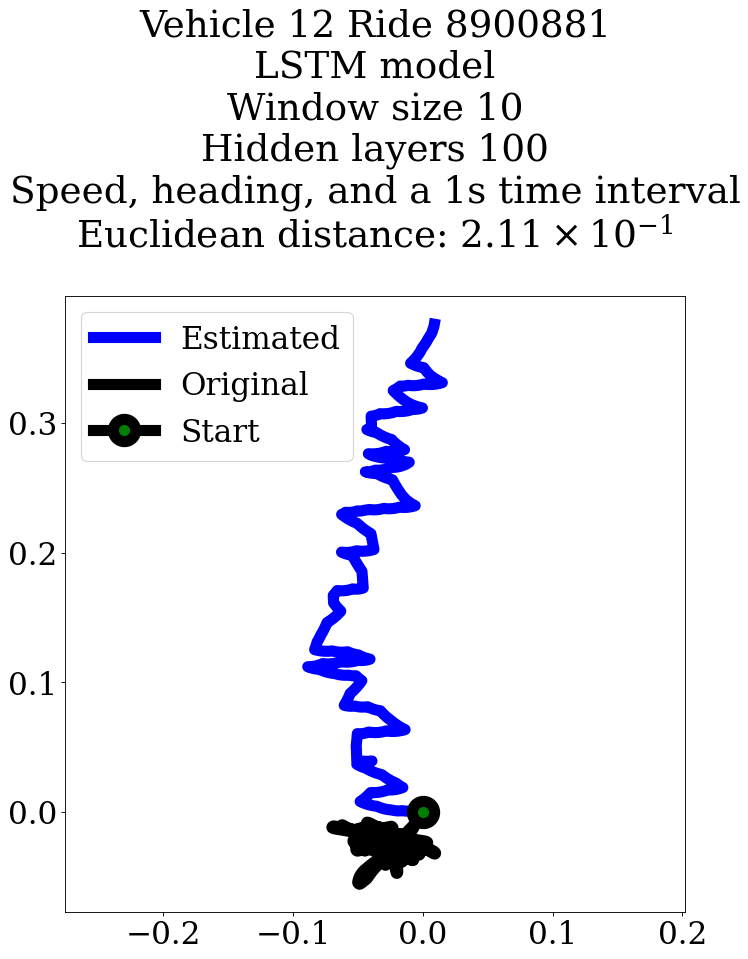 Vehicle 12 Ride 8900881
LSTM model
Window size 10
Hidden layers 100
Speed, heading, and a 1s time interval
Euclidean distance: 2.11 × 10⁻¹
Estimated
Original
Start
0.3
0.2
0.1
0.0
−0.2 −0.1 0.0 0.1 0.2